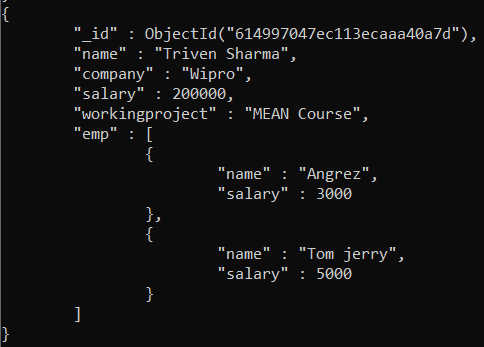 {
"_id" : ObjectId("614997047ec113ecaaa40a7d"),
"name" : "Triven Sharma",
"company" : "Wipro",
"salary" : 200000,
"workingproject" : "MEAN Course",
"emp" : [
{
"name" : "Angrez",
"salary" : 3000
},
{
"name" : "Tom jerry",
"salary" : 5000
}
]
}